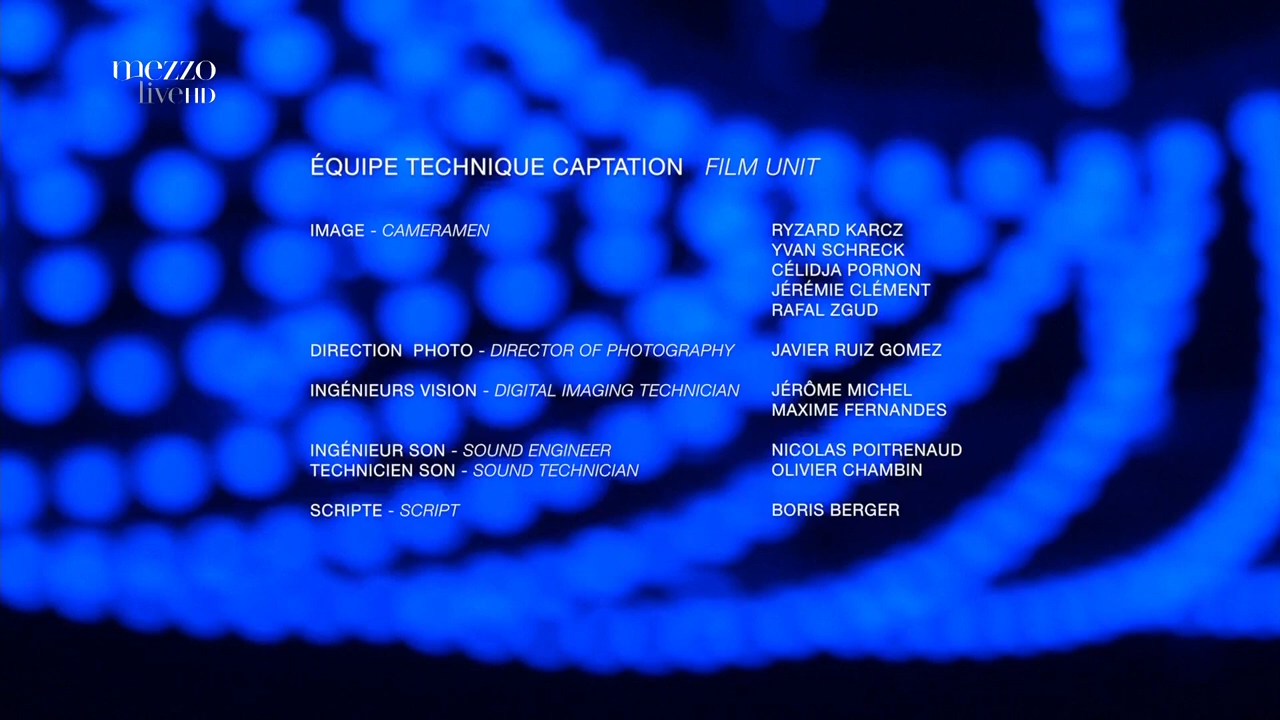 mezzo
liveHD
ÉQUIPE TECHNIQUE CAPTATION FILM UNIT
IMAGE - CAMERAMEN RYZARD KARCZ
YVAN SCHRECK
CÉLIDJA PORNON
JÉRÉMIE CLÉMENT
RAFAL ZGUD
DIRECTION PHOTO - DIRECTOR OF PHOTOGRAPHY JAVIER RUIZ GOMEZ
INGÉNIEURS VISION - DIGITAL IMAGING TECHNICIAN JÉRÔME MICHEL
MAXIME FERNANDES
INGÉNIEUR SON - SOUND ENGINEER NICOLAS POITRENAUD
TECHNICIEN SON - SOUND TECHNICIAN OLIVIER CHAMBIN
SCRIPTE - SCRIPT BORIS BERGER